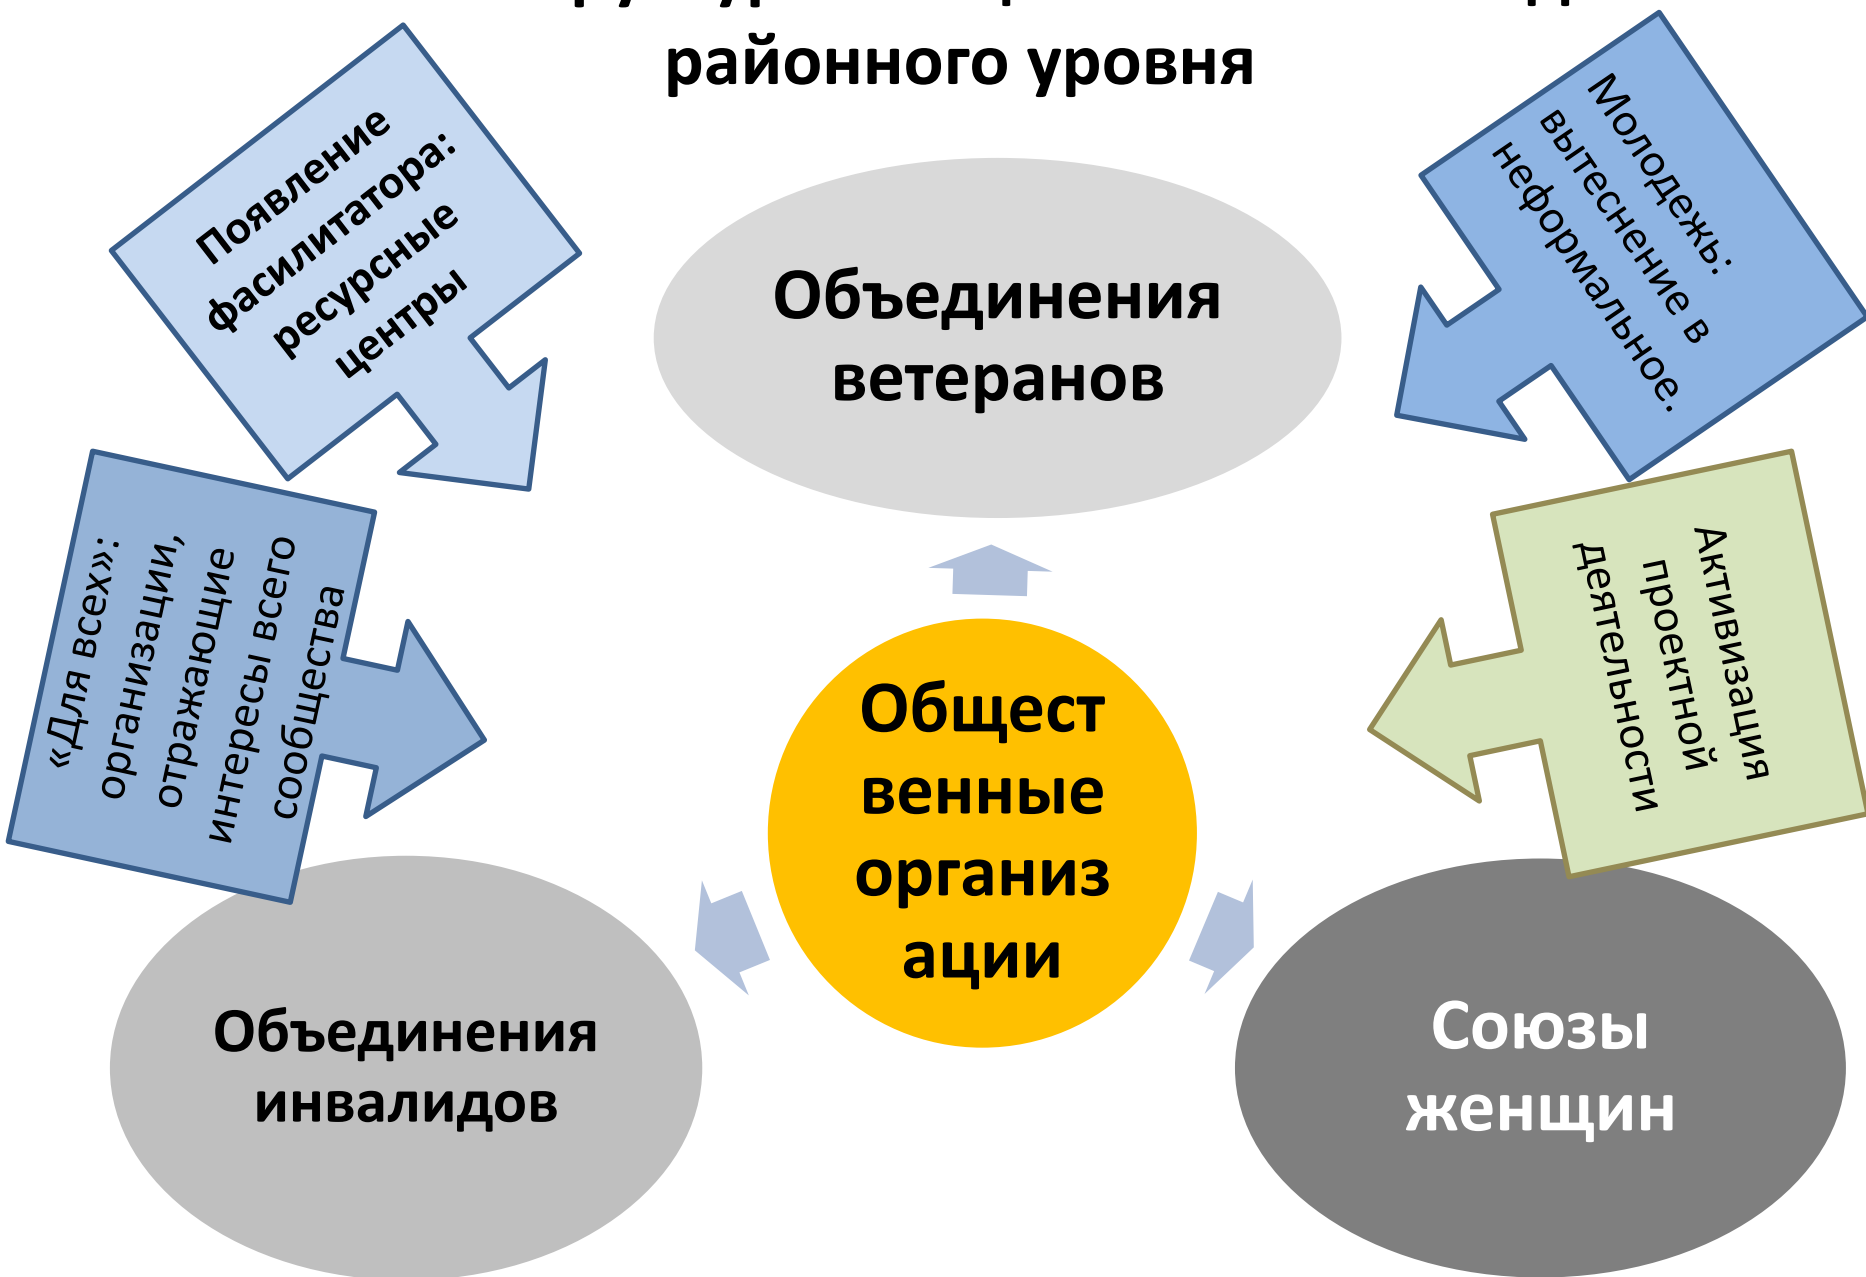 районного уровня
Появление
фасилитатора:
ресурсные
центры
Молодежь:
вытеснение в
неформальное.
Объединения
ветеранов
«Для всех»:
организации,
отражающие
интересы всего
сообщества
Активизация
проектной
деятельности
Общест
венные
организ
ации
Объединения
инвалидов
Союзы
женщин